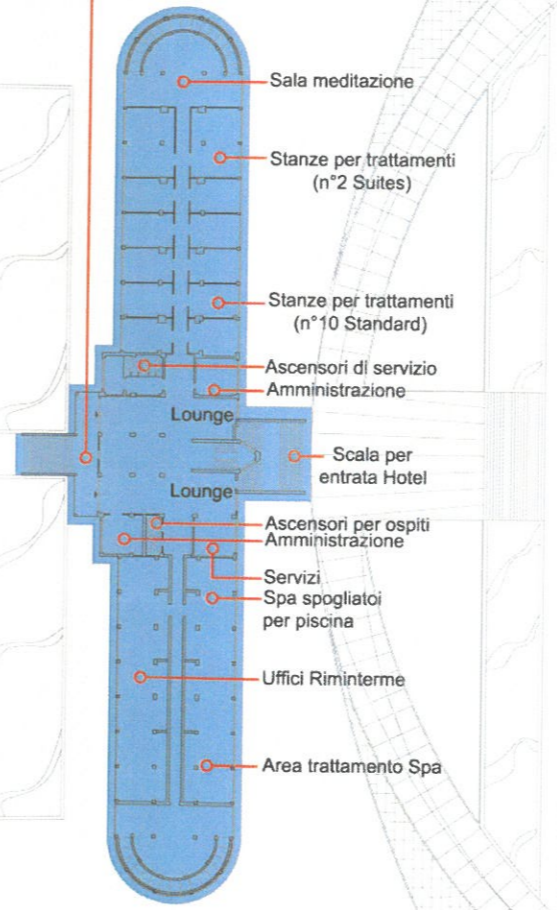 Sala meditazione
Stanze per trattamenti
(n°2 Suites)
Stanze per trattamenti
(n°10 Standard)
Ascensori di servizio
Amministrazione
Lounge
Scala per
entrata Hotel
Lounge
Ascensori per ospiti
Amministrazione
Servizi
Spa spogliatoi
per piscina
Uffici Riminterme
Area trattamento Spa